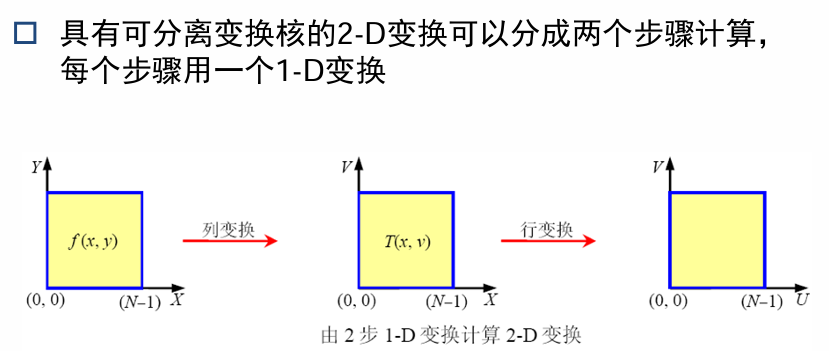 具有可分离变换核的2-D变换可以分成两个步骤计算，
每个步骤用一个1-D变换
Y
f(x, y)
(0, 0)
(N–1)
X
列变换
V
T(x, v)
(0, 0)
(N–1)
X
行变换
V
(0, 0)
(N–1)
U
由 2 步 1-D 变换计算 2-D 变换